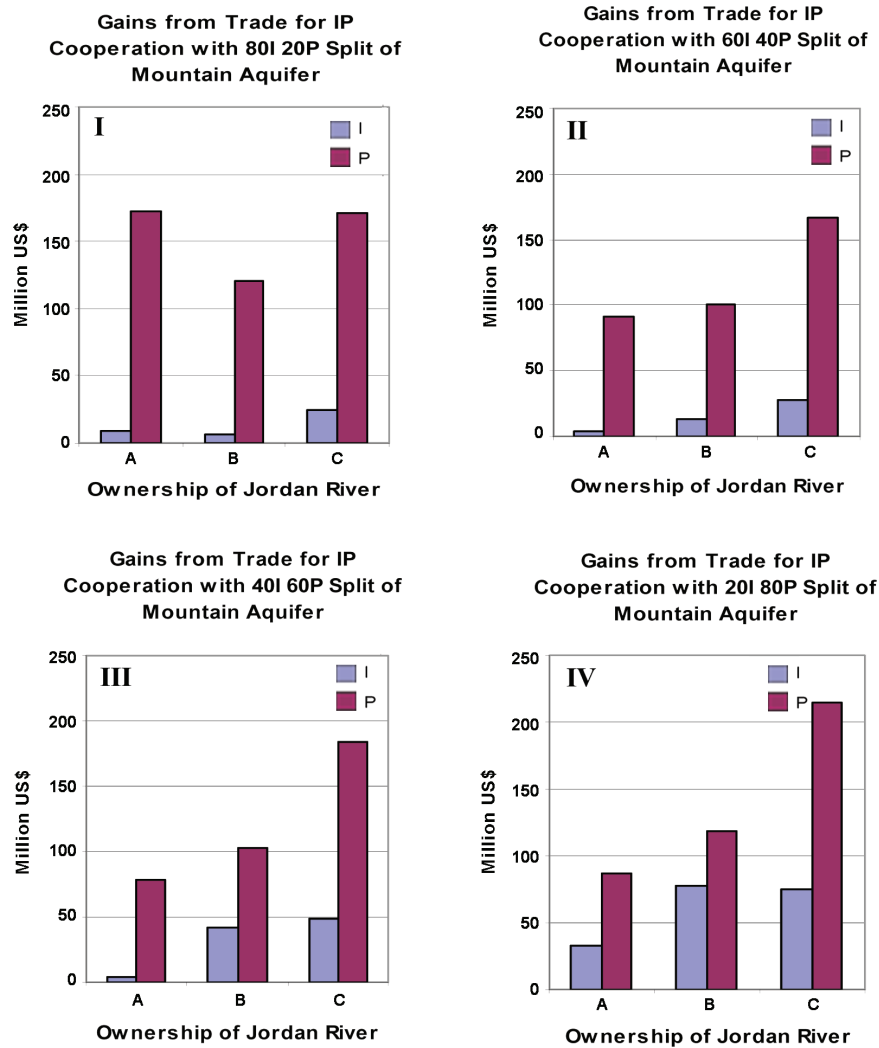 Gains from Trade for IP
Cooperation with 80I 20P Split of
Mountain Aquifer
I
I
P
250
200
150
100
50
0
Million US$
A B C
Ownership of Jordan River
Gains from Trade for IP
Cooperation with 60I 40P Split of
Mountain Aquifer
II
I
P
250
200
150
100
50
0
Million US$
A B C
Ownership of Jordan River
Gains from Trade for IP
Cooperation with 40I 60P Split of
Mountain Aquifer
III
I
P
250
200
150
100
50
0
Million US$
A B C
Ownership of Jordan River
Gains from Trade for IP
Cooperation with 20I 80P Split of
Mountain Aquifer
IV
I
P
250
200
150
100
50
0
Million US$
A B C
Ownership of Jordan River